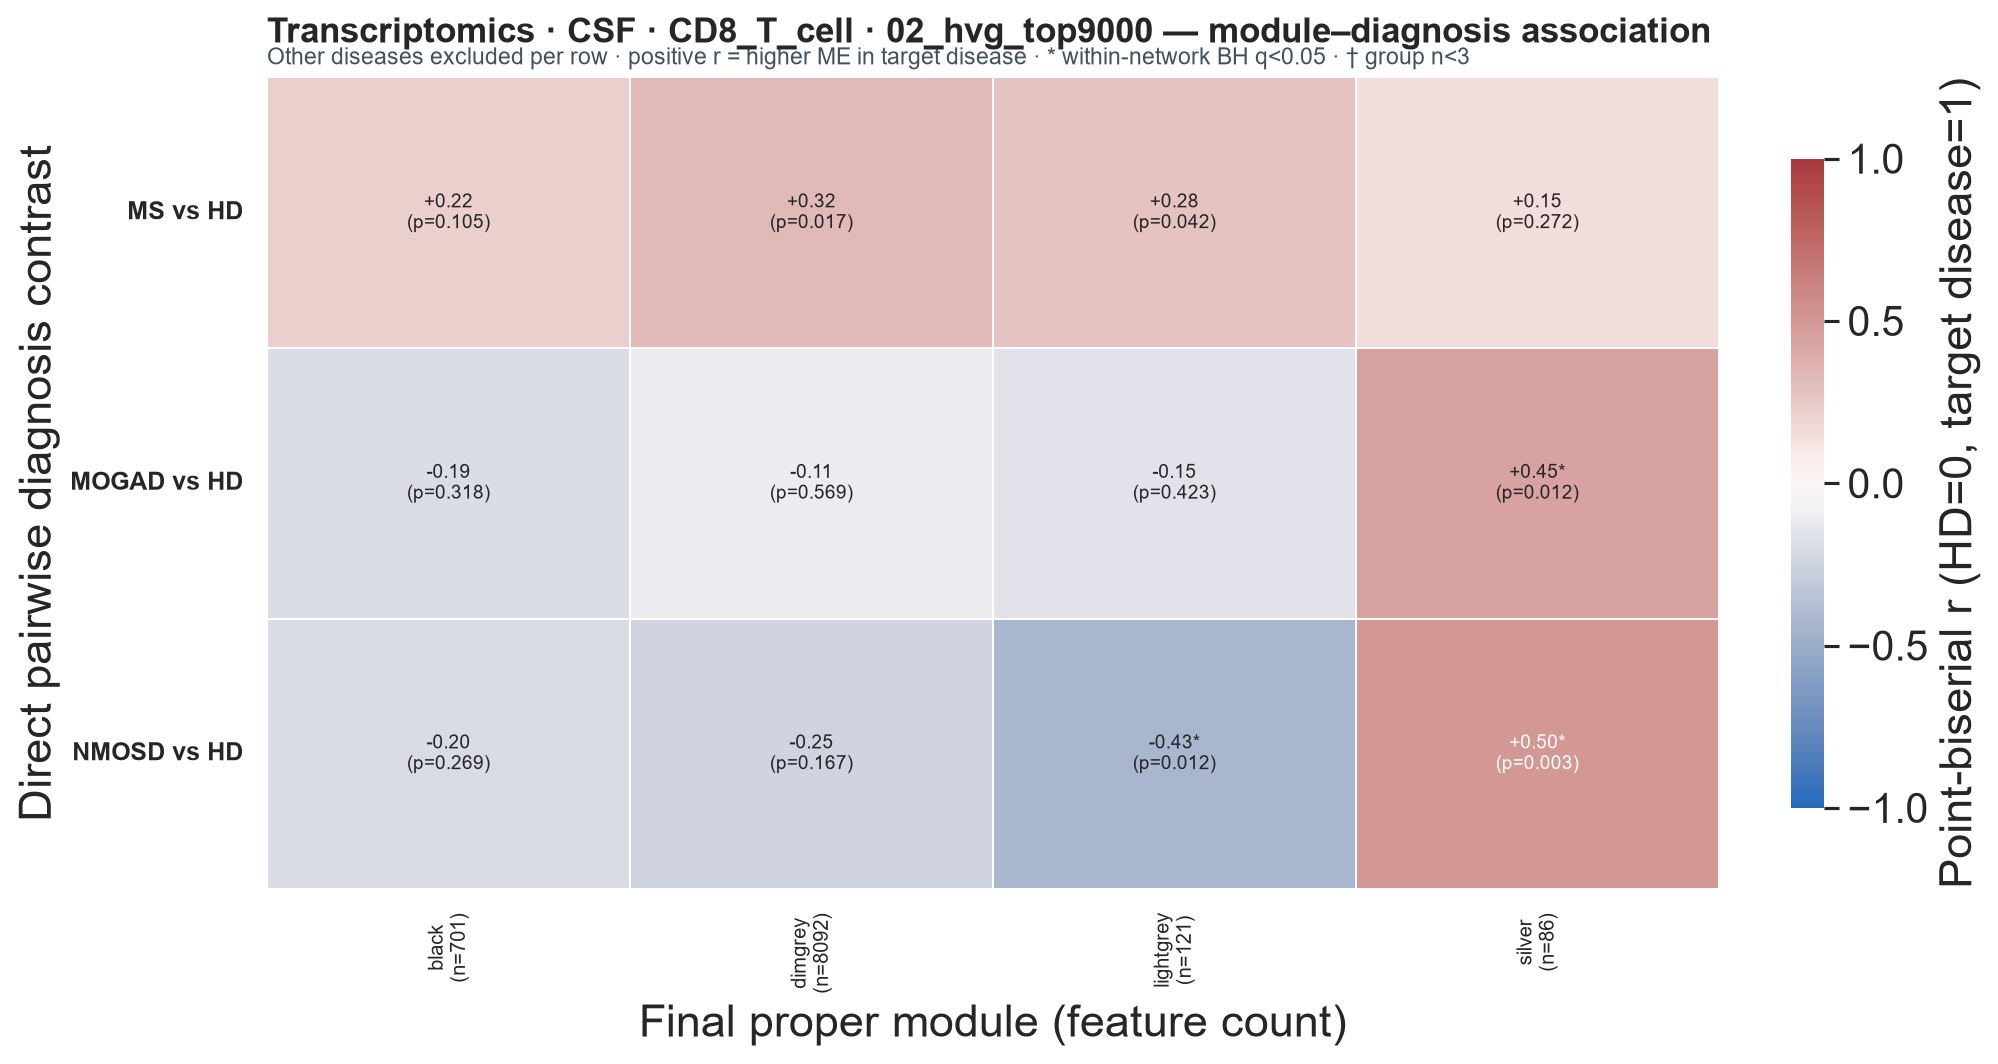 Transcriptomics · CSF · CD8_T_cell · 02_hvg_top9000 — module–diagnosis association
Other diseases excluded per row · positive r = higher ME in target disease · * within-network BH q<0.05 · † group n<3
Direct pairwise diagnosis contrast
MS vs HD
+0.22
(p=0.105)
+0.32
(p=0.017)
+0.28
(p=0.042)
+0.15
(p=0.272)
MOGAD vs HD
-0.19
(p=0.318)
-0.11
(p=0.569)
-0.15
(p=0.423)
+0.45*
(p=0.012)
NMOSD vs HD
-0.20
(p=0.269)
-0.25
(p=0.167)
-0.43*
(p=0.012)
+0.50*
(p=0.003)
black
(n=701)
dimgrey
(n=8092)
lightgrey
(n=121)
silver
(n=86)
Final proper module (feature count)
1.0
0.5
0.0
−0.5
−1.0
Point-biserial r (HD=0, target disease=1)